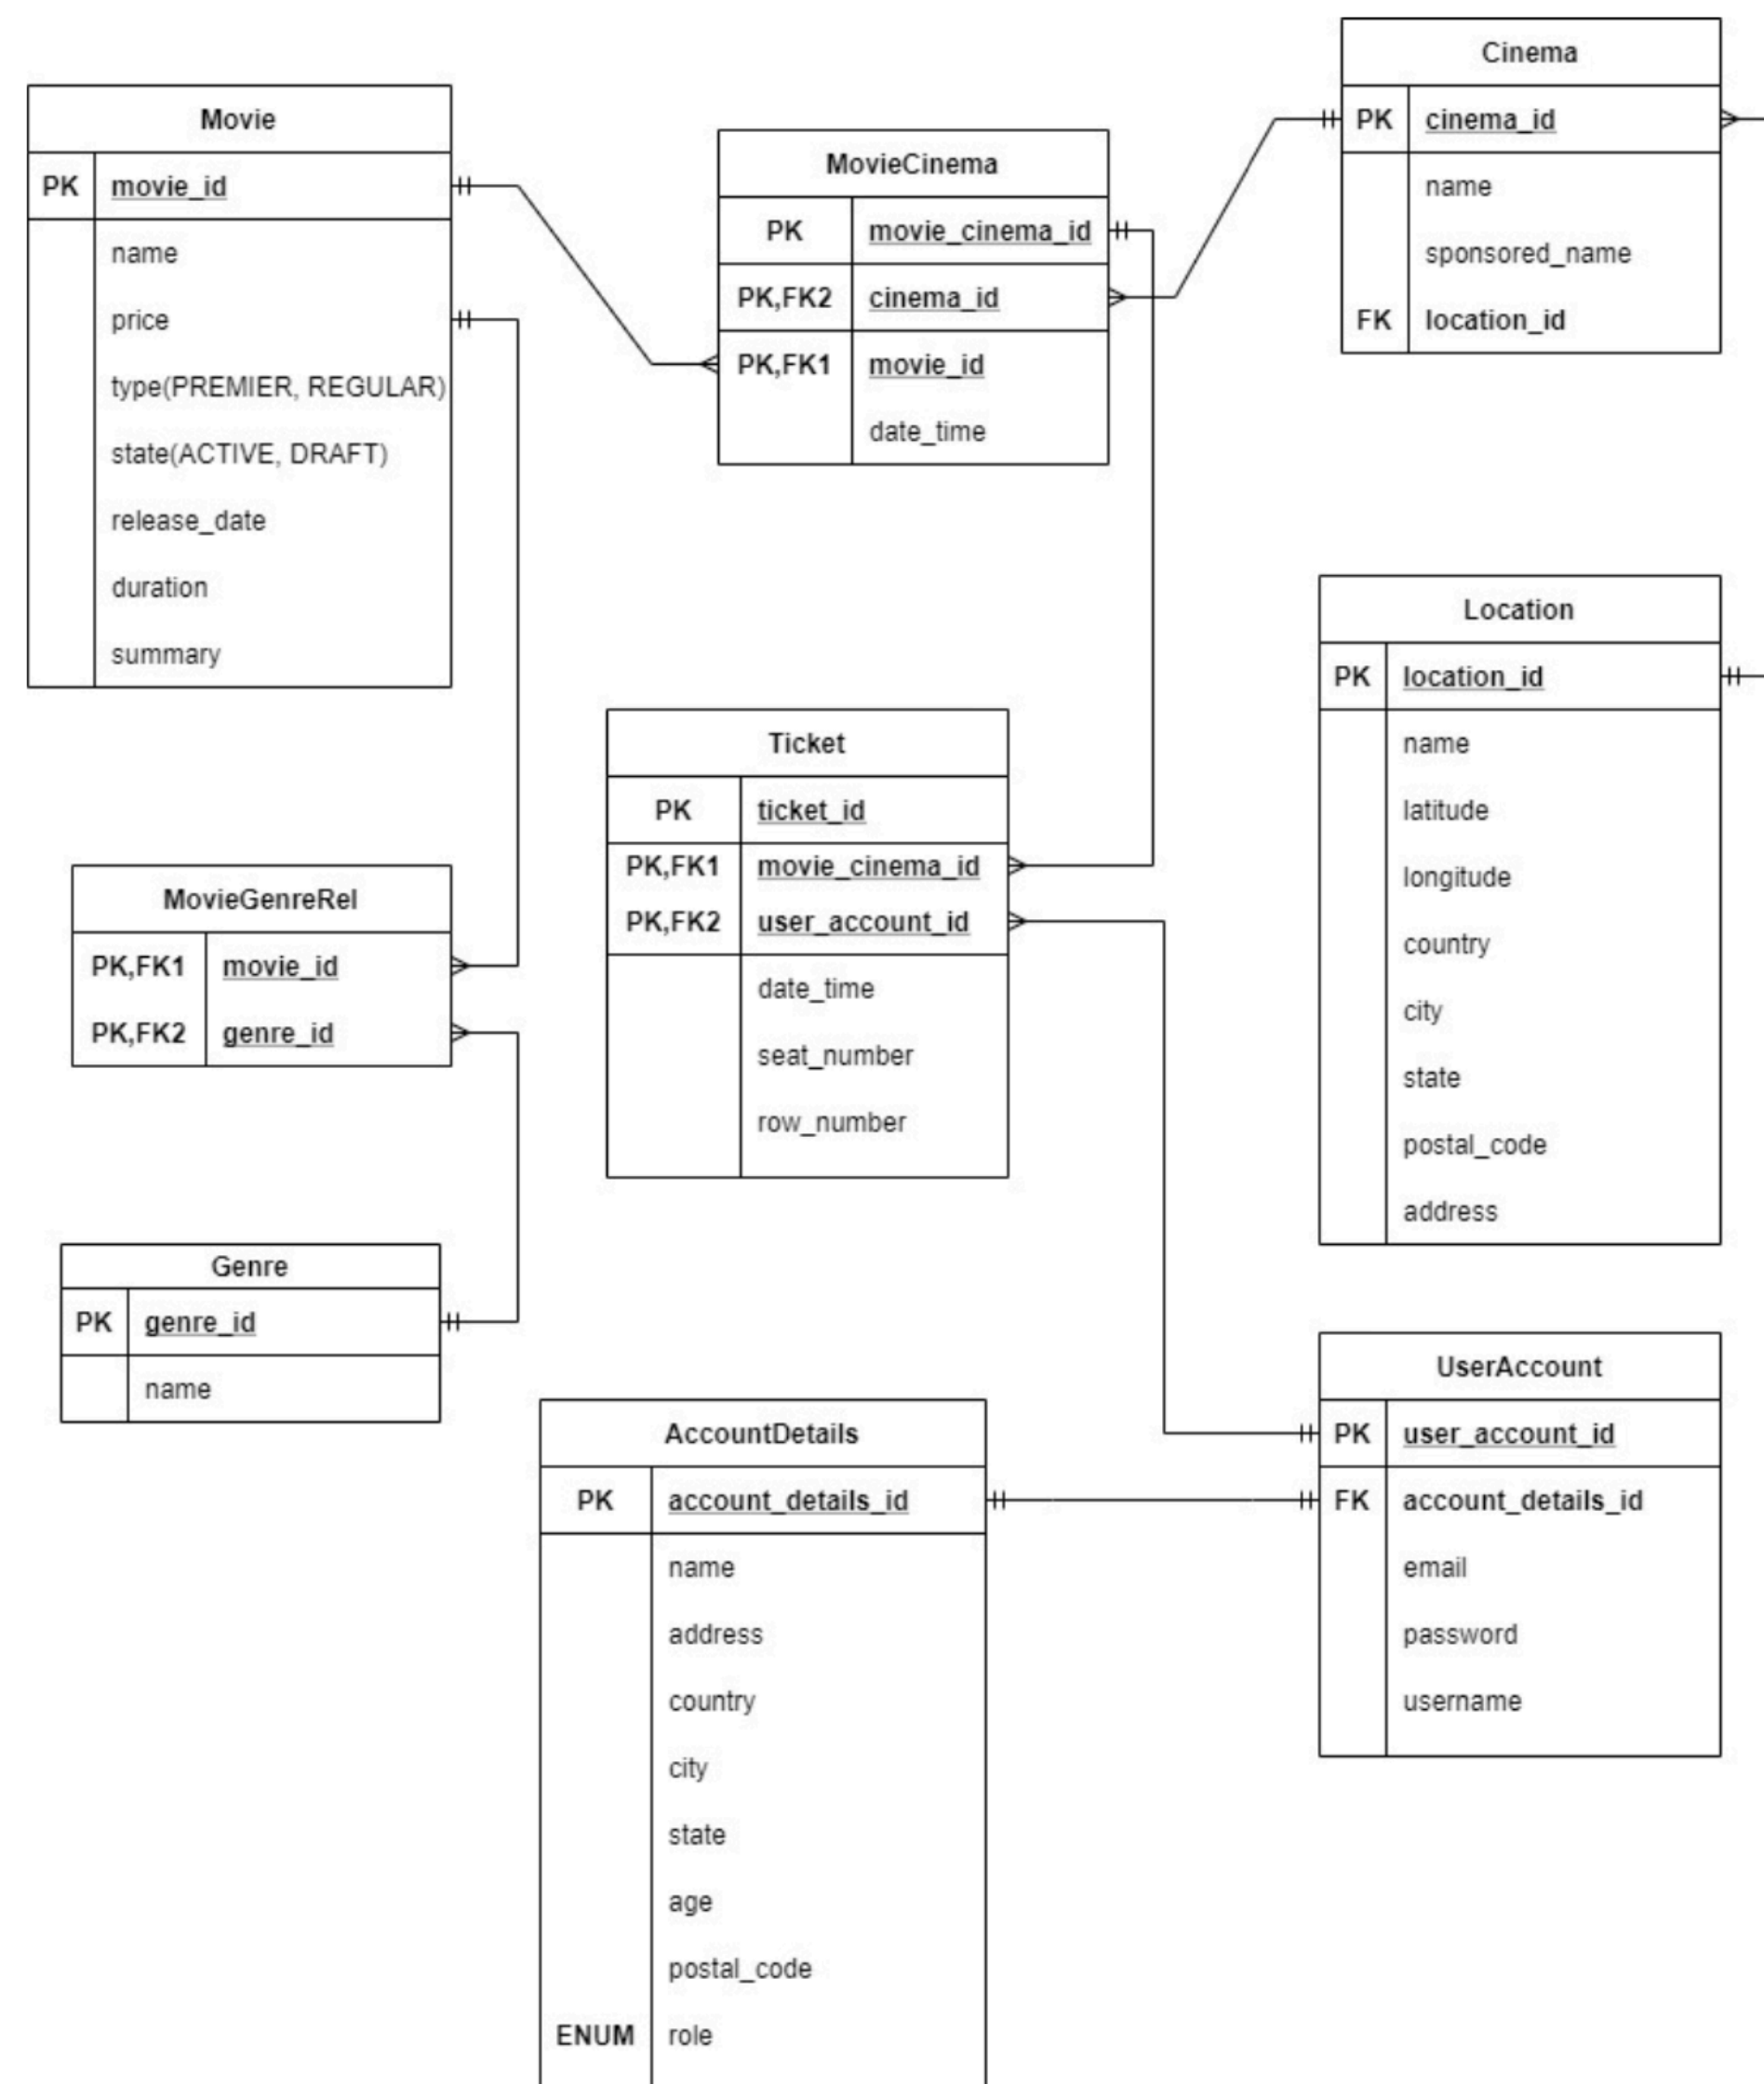 Movie
PK movie_id
name
price
type(PREMIER, REGULAR)
state(ACTIVE, DRAFT)
release_date
duration
summary
MovieCinema
PK movie_cinema_id
PK,FK2 cinema_id
PK,FK1 movie_id
date_time
Cinema
PK cinema_id
name
sponsored_name
FK location_id
Location
PK location_id
name
latitude
longitude
country
city
state
postal_code
address
Ticket
PK ticket_id
PK,FK1 movie_cinema_id
PK,FK2 user_account_id
date_time
seat_number
row_number
MovieGenreRel
PK,FK1 movie_id
PK,FK2 genre_id
Genre
PK genre_id
name
AccountDetails
PK account_details_id
name
address
country
city
state
age
postal_code
ENUM role
UserAccount
PK user_account_id
FK account_details_id
email
password
username